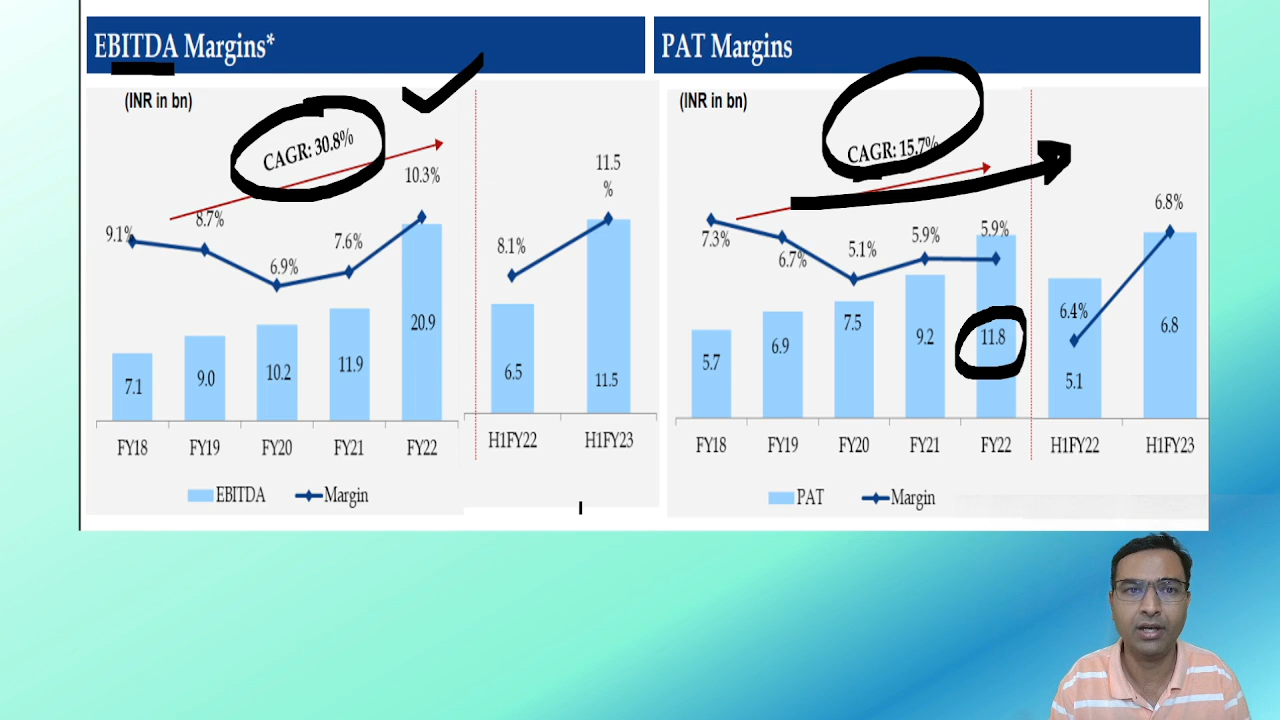 EBITDA Margins*
(INR in bn)
CAGR: 30.8%
9.1%
8.7%
6.9%
7.6%
10.3%
8.1%
11.5
%
7.1
9.0
10.2
11.9
20.9
6.5
11.5
FY18
FY19
FY20
FY21
FY22
H1FY22
H1FY23
EBITDA
Margin
PAT Margins
(INR in bn)
CAGR: 15.7%
7.3%
6.7%
5.1%
5.9%
5.9%
6.4%
6.8%
5.7
6.9
7.5
9.2
11.8
5.1
6.8
FY18
FY19
FY20
FY21
FY22
H1FY22
H1FY23
PAT
Margin